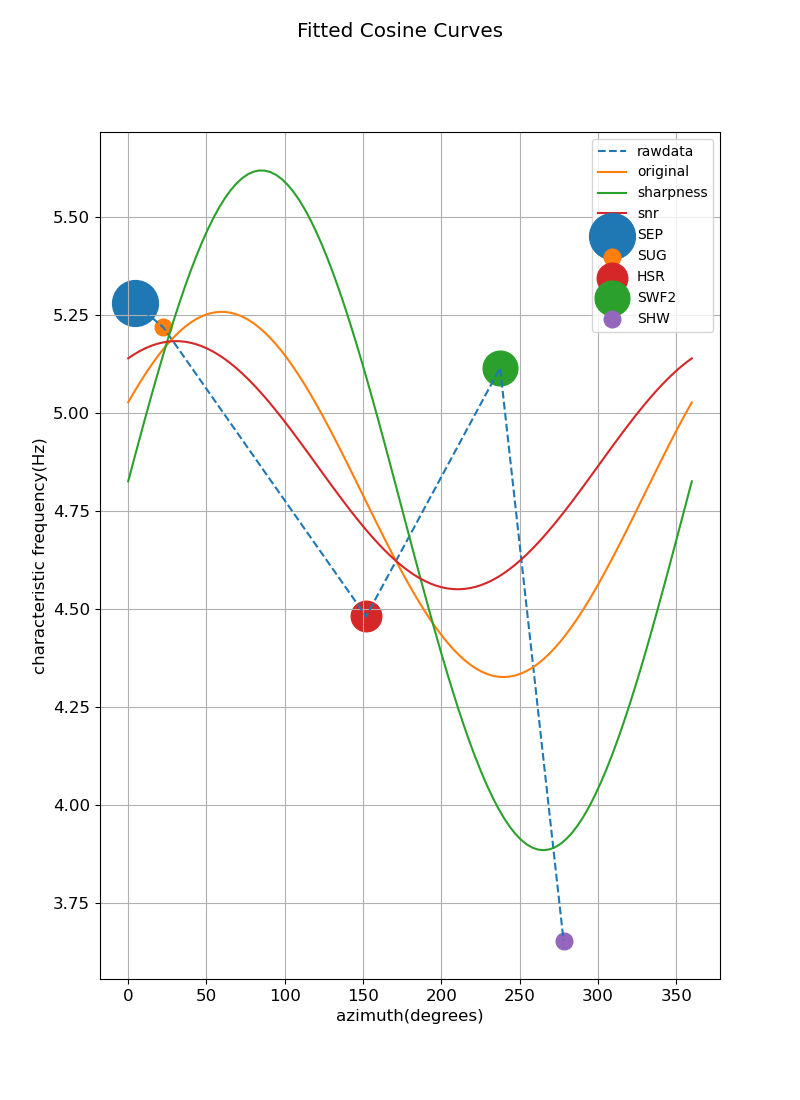 Fitted Cosine Curves
rawdata
original
sharpness
snr
SEP
SUG
HSR
SWF2
SHW
5.50
5.25
5.00
4.75
4.50
4.25
4.00
3.75
characteristic frequency(Hz)
0 50 100 150 200 250 300 350
azimuth(degrees)